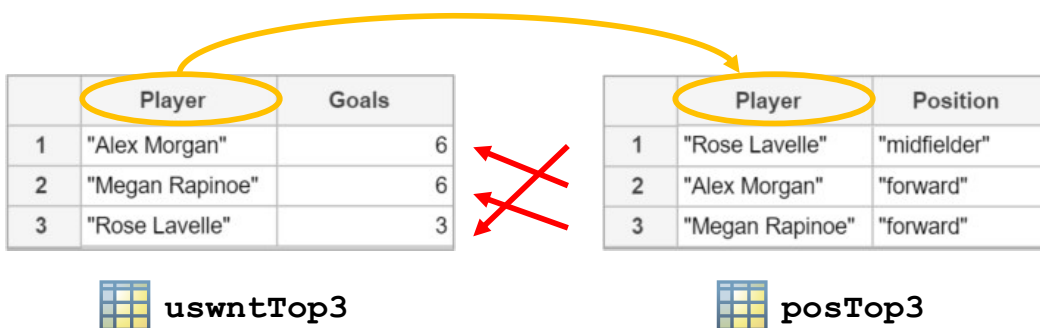 Player Goals
1 "Alex Morgan" 6
2 "Megan Rapinoe" 6
3 "Rose Lavelle" 3
uswntTop3
Player Position
1 "Rose Lavelle" "midfielder"
2 "Alex Morgan" "forward"
3 "Megan Rapinoe" "forward"
posTop3